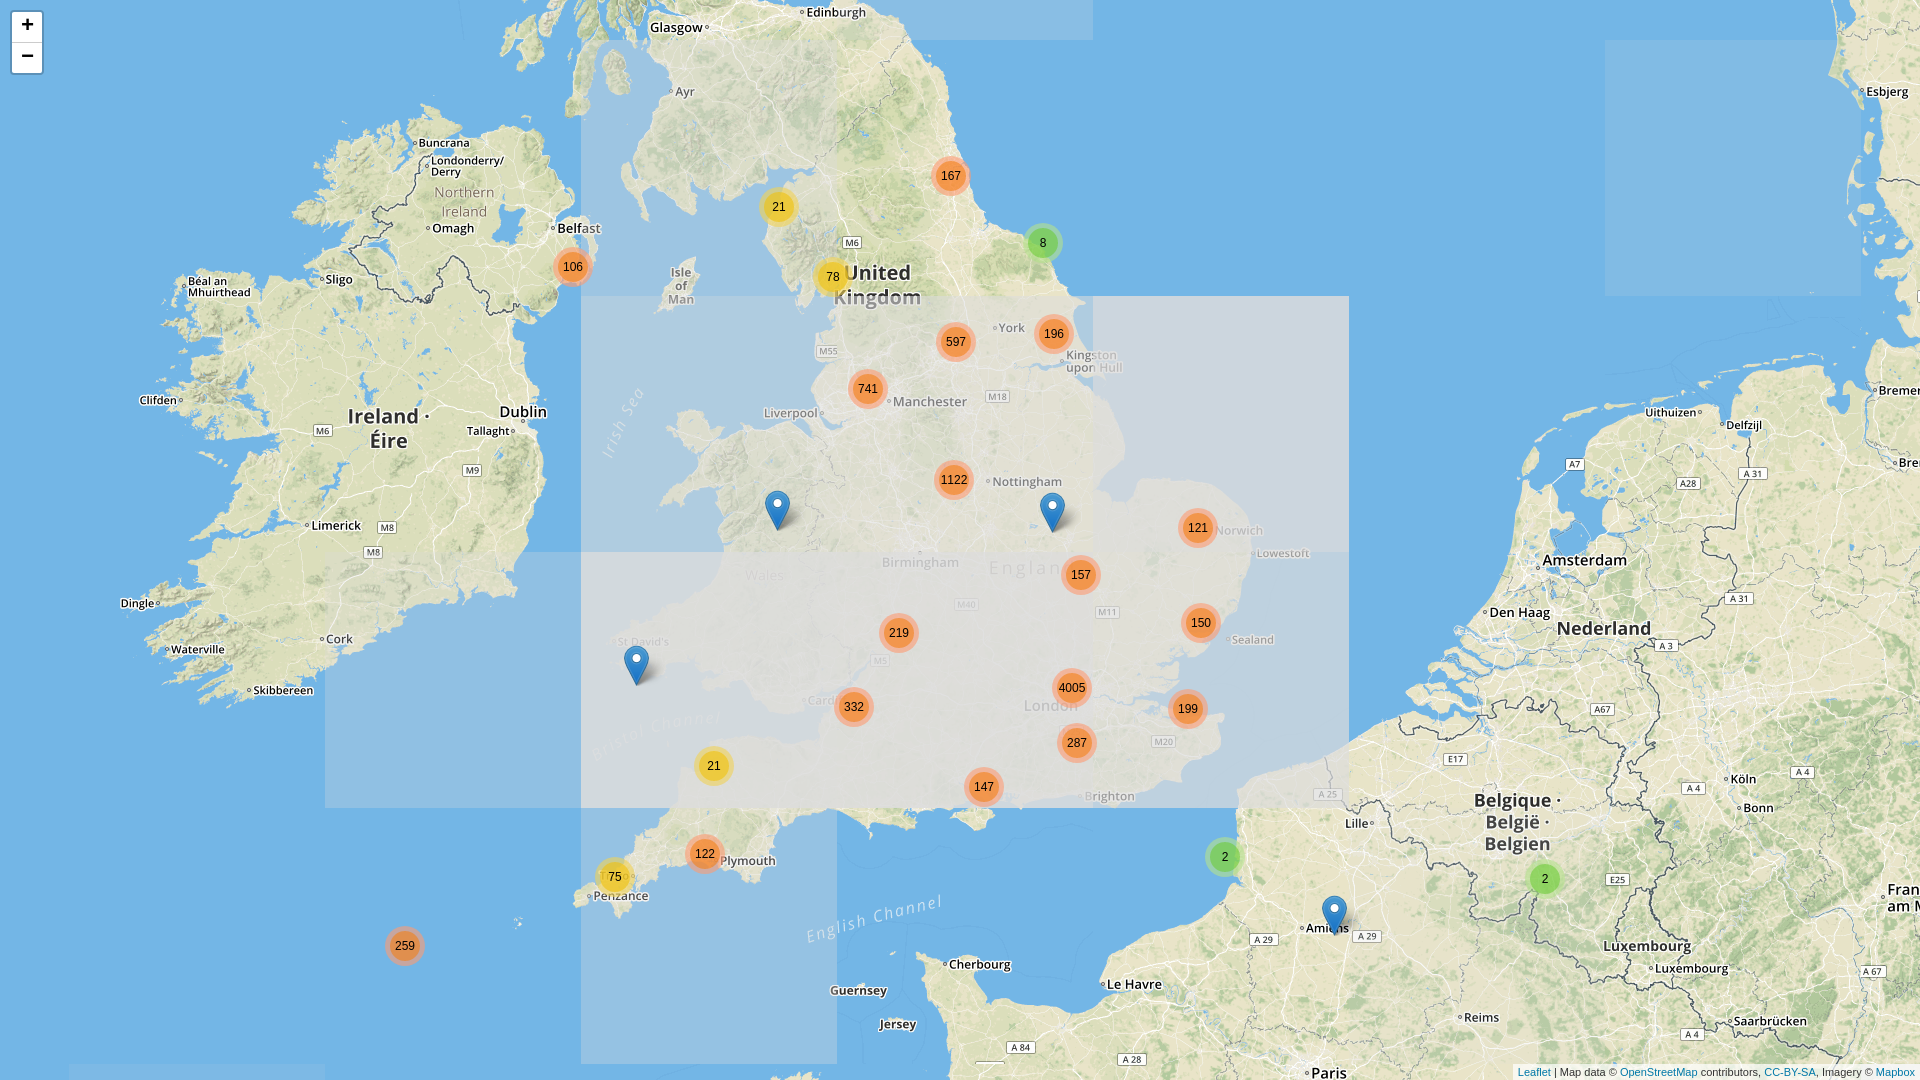 +
−
Edinburgh
Glasgow
Ayr
Esbjerg
Buncrana
Londonderry/
Derry
167
Northern
Ireland
21
Omagh
Belfast
M6
8
106
United
Kingdom
78
Isle
of
Man
Sligo
Béal an
Mhuirthead
York
196
597
M55
Kingston
upon Hull
741
Manchester
M18
Clifden
Irish Sea
Liverpool
Dublin
Ireland ·
Éire
M6
Tallaght
Uithuizen
Delfzijl
A7
A 31
M9
1122
Nottingham
A28
Limerick
M8
121
Norwich
M8
Lowestoft
Birmingham
England
157
Wales
Amsterdam
Dingle
M40
M11
A 31
Den Haag
150
Nederland
219
Cork
St David's
Sealand
A 3
Waterville
M5
4005
Skibbereen
Cardiff
332
London
199
A67
Bristol Channel
287
M20
E17
21
147
Brighton
A 25
Köln
A 4
A 4
Belgique ·
België ·
Belgien
Bonn
Lille
122
Plymouth
2
75
2
E25
Penzance
English Channel
Amiens
A 29
A 29
259
Luxembourg
Cherbourg
Luxembourg
A 67
Le Havre
Guernsey
Reims
Jersey
Saarbrücken
A 4
A 84
A 28
Paris
Leaflet | Map data © OpenStreetMap contributors, CC-BY-SA, Imagery © Mapbox